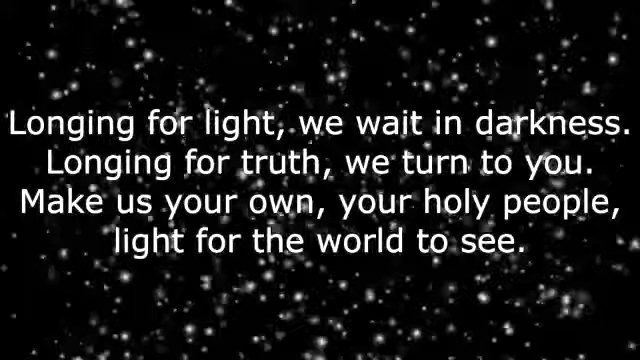 Longing for light, we wait in darkness.
Longing for truth, we turn to you.
Make us your own, your holy people,
light for the world to see.